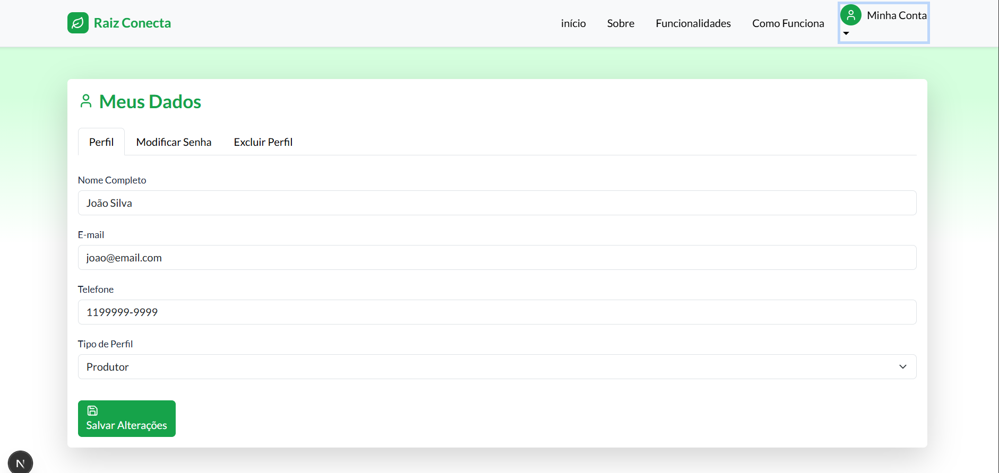 Raiz Conecta
início
Sobre
Funcionalidades
Como Funciona
Minha Conta
Meus Dados
Perfil
Modificar Senha
Excluir Perfil
Nome Completo
João Silva
E-mail
joao@email.com
Telefone
1199999-9999
Tipo de Perfil
Produtor
Salvar Alterações
N